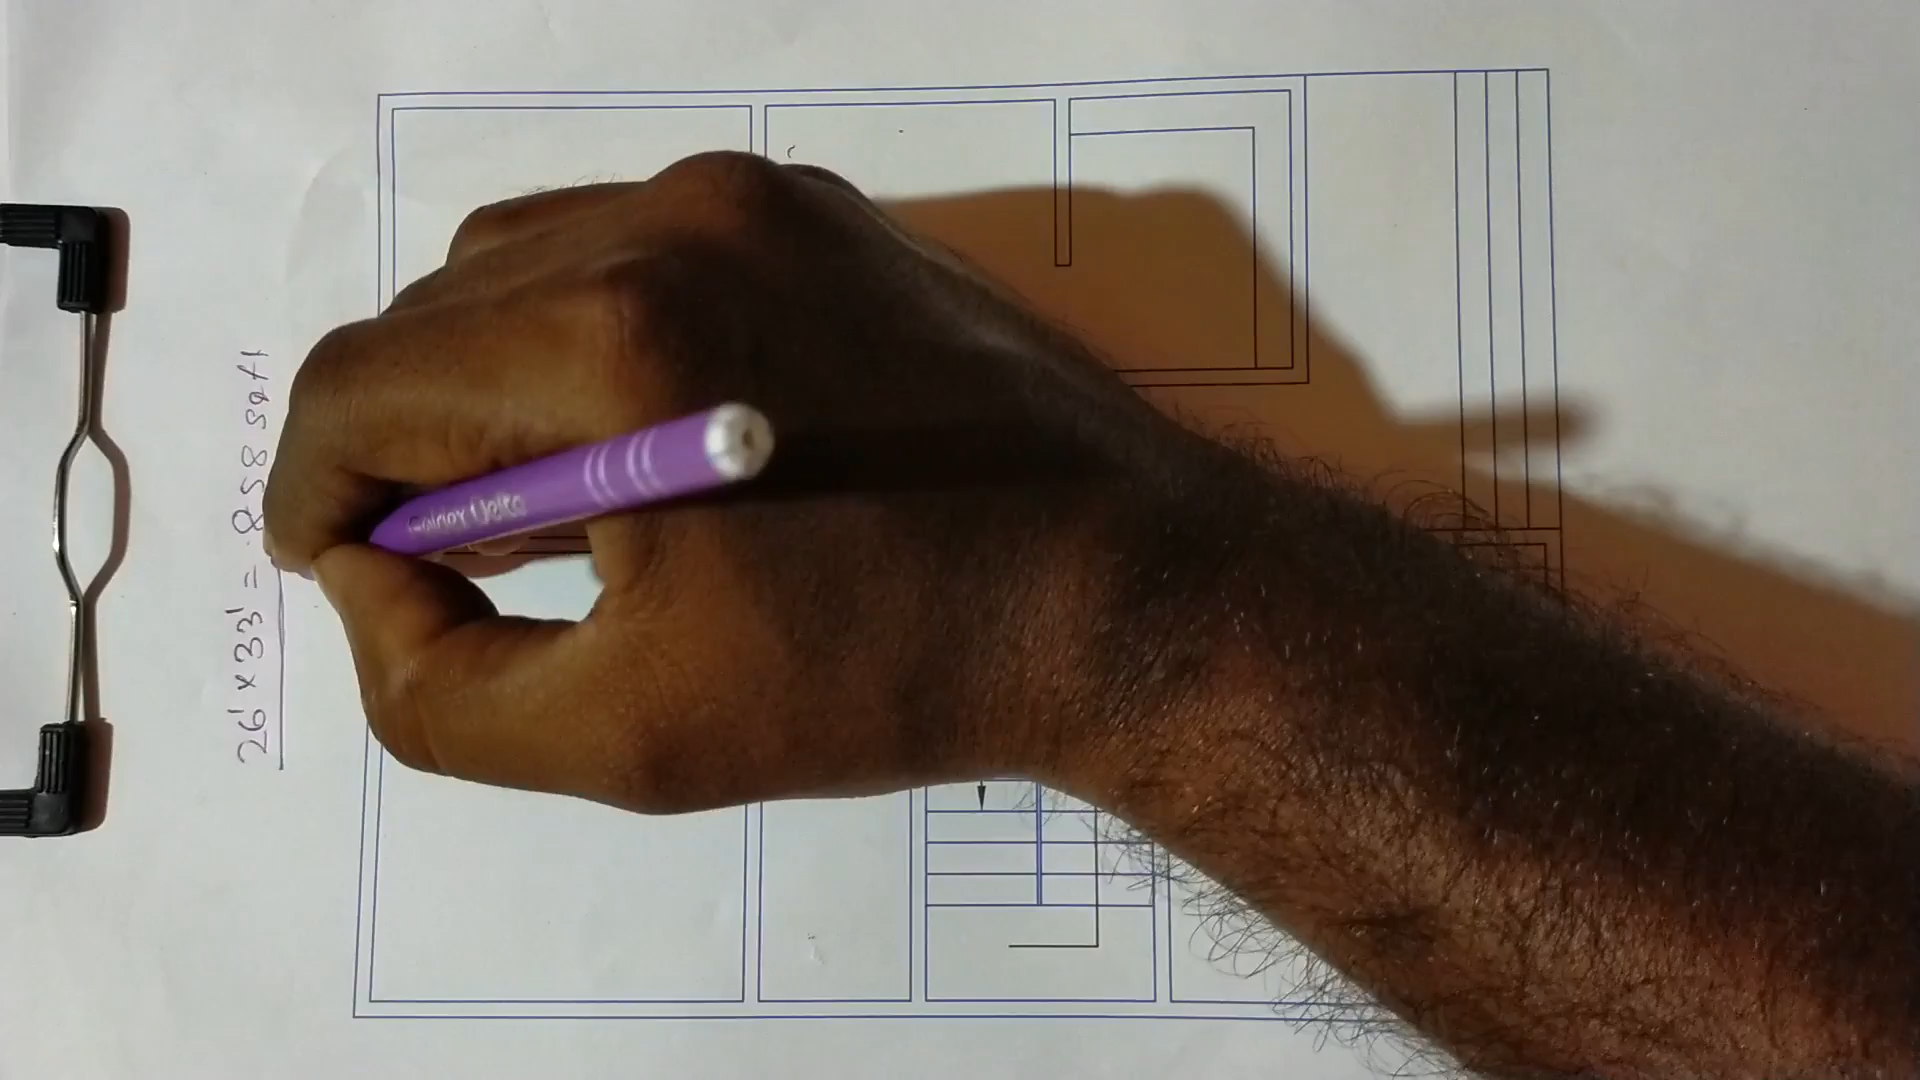 26' x 33' = 858 sqft